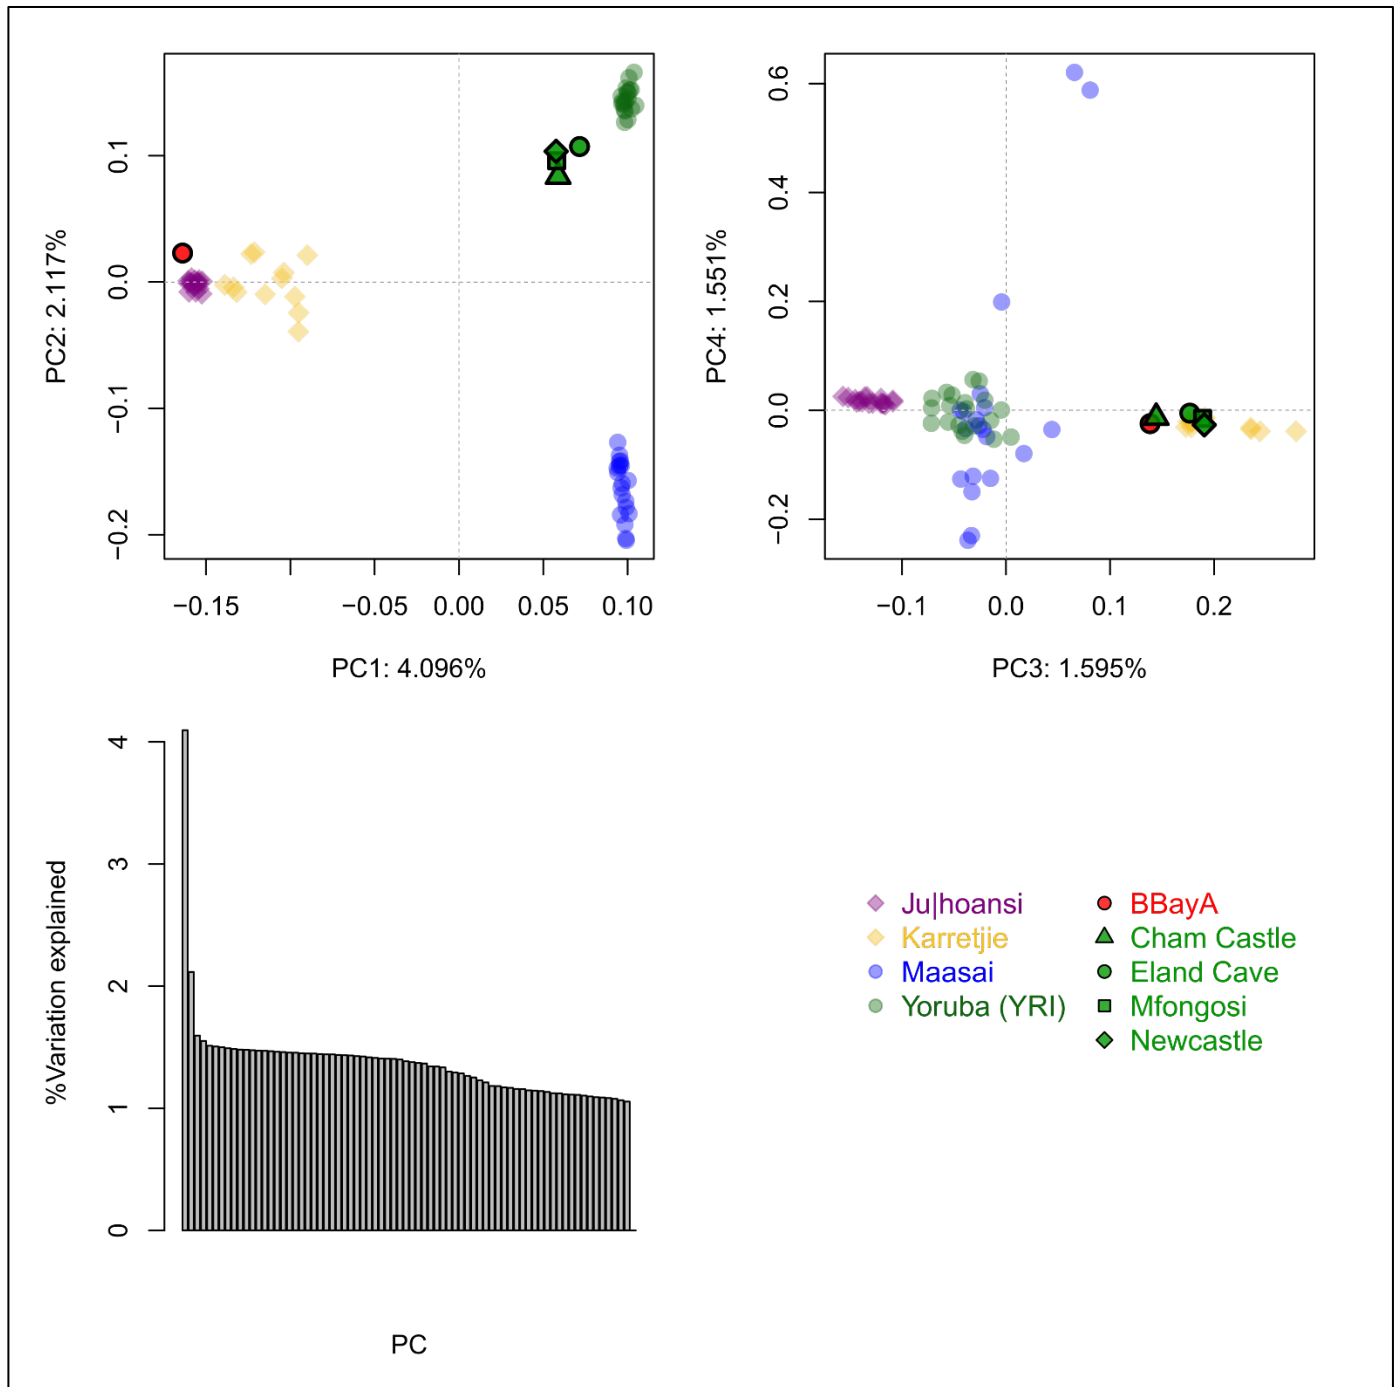 0.1
0.0
−0.1
−0.2
PC2: 2.117%
−0.15 −0.05 0.00 0.05 0.10
PC1: 4.096%
0.6
0.4
0.2
0.0
−0.2
PC4: 1.551%
−0.1 0.0 0.1 0.2
PC3: 1.595%
4
3
2
1
0
%Variation explained
PC
Ju|hoansi
Karretjie
Maasai
Yoruba (YRI)
BBayA
Cham Castle
Eland Cave
Mfongosi
Newcastle